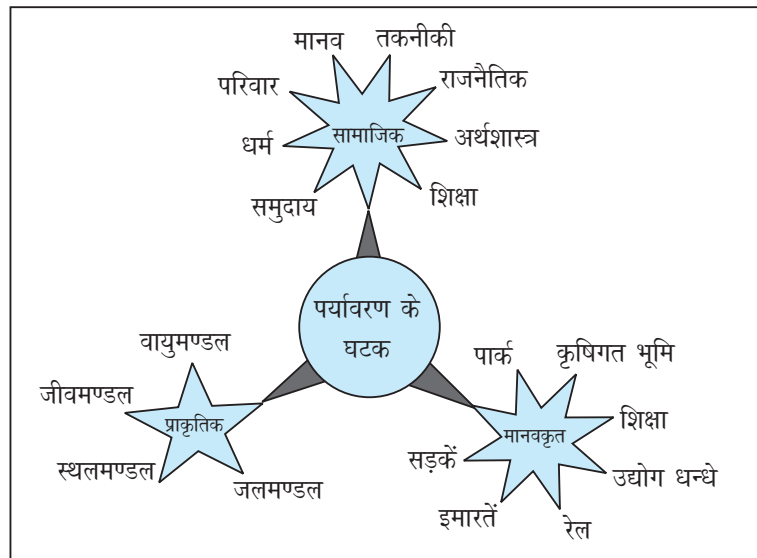 मानव
तकनीकी
परिवार
राजनैतिक
धर्म
सामाजिक
अर्थशास्त्र
समुदाय
शिक्षा
पर्यावरण के
घटक
वायुमण्डल
जीवमण्डल
प्राकृतिक
स्थलमण्डल
जलमण्डल
पार्क
कृषिगत भूमि
शिक्षा
मानवकृत
सड़कें
उद्योग धन्धे
इमारतें
रेल